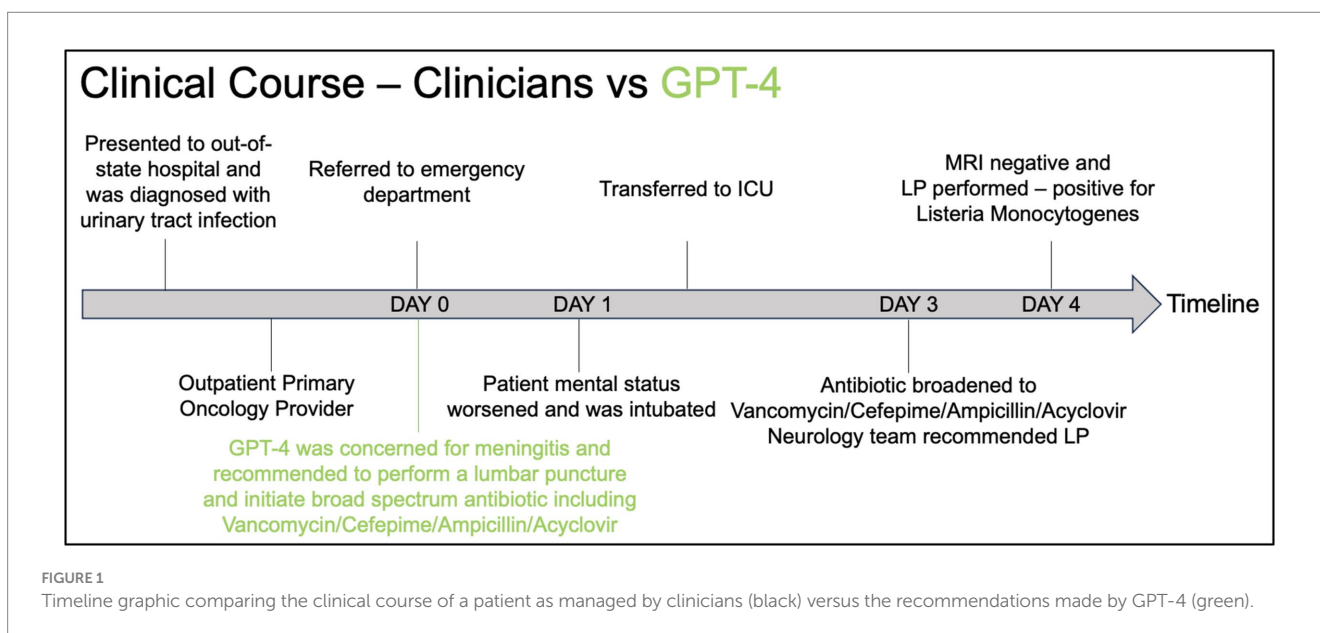 Clinical Course – Clinicians vs GPT-4
Presented to out-of-
state hospital and
was diagnosed with
urinary tract infection
Referred to emergency
department
Transferred to ICU
MRI negative and
LP performed – positive for
Listeria Monocytogenes
DAY 0
DAY 1
DAY 3
DAY 4
Timeline
Outpatient Primary
Oncology Provider
Patient mental status
worsened and was intubated
Antibiotic broadened to
Vancomycin/Cefepime/Ampicillin/Acyclovir
Neurology team recommended LP
GPT-4 was concerned for meningitis and
recommended to perform a lumbar puncture
and initiate broad spectrum antibiotic including
Vancomycin/Cefepime/Ampicillin/Acyclovir
FIGURE 1
Timeline graphic comparing the clinical course of a patient as managed by clinicians (black) versus the recommendations made by GPT-4 (green).